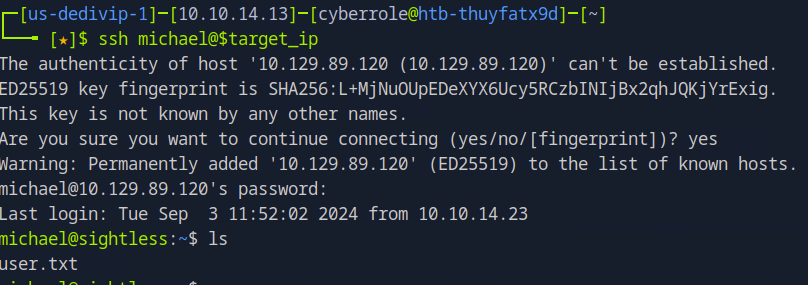 [us-dedivip-1]–[10.10.14.13]–[cyberrole@htb-thuyfatx9d]–[~]
[★]$ ssh michael@$target_ip
The authenticity of host '10.129.89.120 (10.129.89.120)' can't be established.
ED25519 key fingerprint is SHA256:L+MjNuOUpEDeXYX6Ucy5RCzbINIjBx2qhJQKjYrExig.
This key is not known by any other names.
Are you sure you want to continue connecting (yes/no/[fingerprint])? yes
Warning: Permanently added '10.129.89.120' (ED25519) to the list of known hosts.
michael@10.129.89.120's password:
Last login: Tue Sep  3 11:52:02 2024 from 10.10.14.23
michael@sightless:~$ ls
user.txt